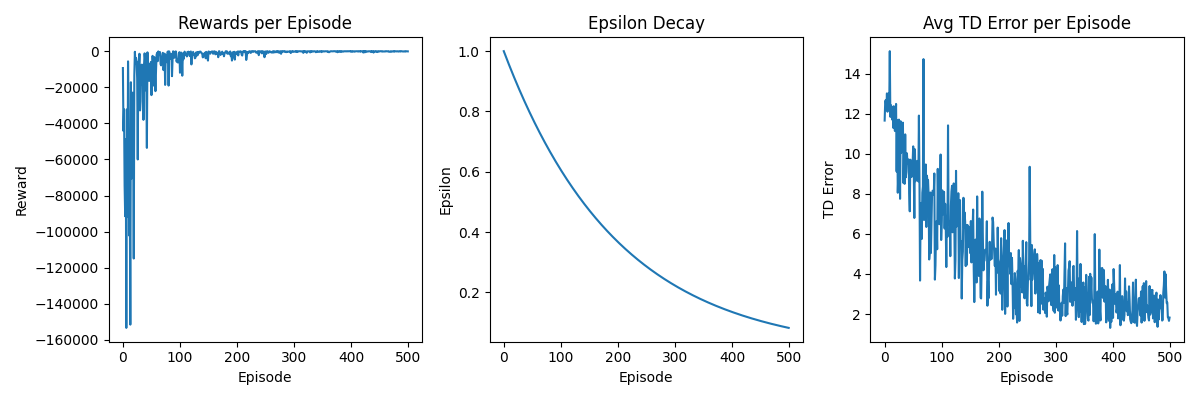 Rewards per Episode
0
−20000
−40000
−60000
−80000
−100000
−120000
−140000
−160000
0 100 200 300 400 500
Reward
Episode
Epsilon Decay
1.0
0.8
0.6
0.4
0.2
0 100 200 300 400 500
Epsilon
Episode
Avg TD Error per Episode
14
12
10
8
6
4
2
0 100 200 300 400 500
TD Error
Episode